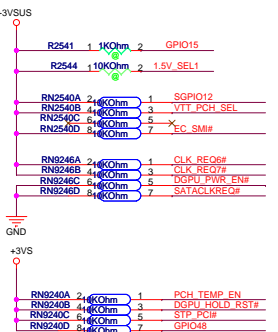 +3VSUS
R2541 1 1KOhm 2 GPIO15
@
R2544 1 10KOhm 2 1.5V_SEL1
@
RN2540A 2 10KOhm 1 SGPIO12
RN2540B 4 10KOhm 3 VTT_PCH_SEL
RN2540C 6 10KOhm 5
RN2540D 8 10KOhm 7 EC_SMI#
RN9246A 2 10KOhm 1 CLK_REQ6#
RN9246B 4 10KOhm 3 CLK_REQ7#
RN9246C 6 10KOhm 5 DGPU_PWR_EN#
RN9246D 8 10KOhm 7 SATACLKREQ#
GND
+3VS
RN9240A 2 10KOhm 1 PCH_TEMP_EN
RN9240B 4 10KOhm 3 DGPU_HOLD_RST#
RN9240C 6 10KOhm 5 STP_PCI#
RN9240D 8 10KOhm 7 GPIO48